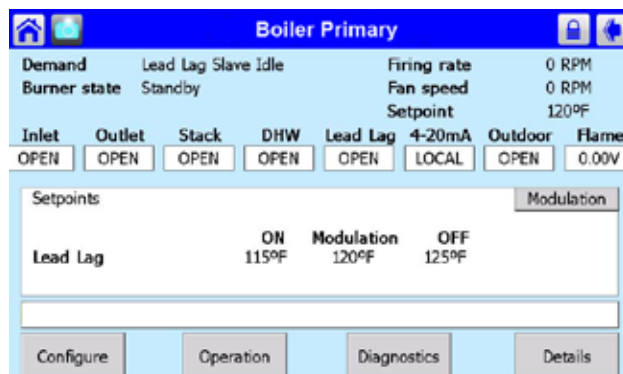 Boiler Primary
Demand Lead Lag Slave Idle Firing rate 0 RPM
Burner state Standby Fan speed 0 RPM
Setpoint 120ºF
Inlet Outlet Stack DHW Lead Lag 4-20mA Outdoor Flame
OPEN OPEN OPEN OPEN OPEN LOCAL OPEN 0.00V
Setpoints Modulation
ON Modulation OFF
Lead Lag 115ºF 120ºF 125ºF
Configure Operation Diagnostics Details